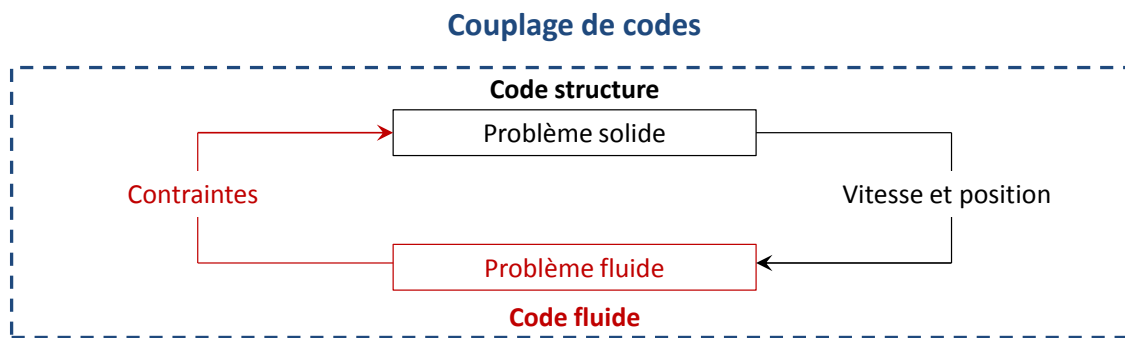 Couplage de codes
Code structure
Problème solide
Contraintes
Vitesse et position
Problème fluide
Code fluide